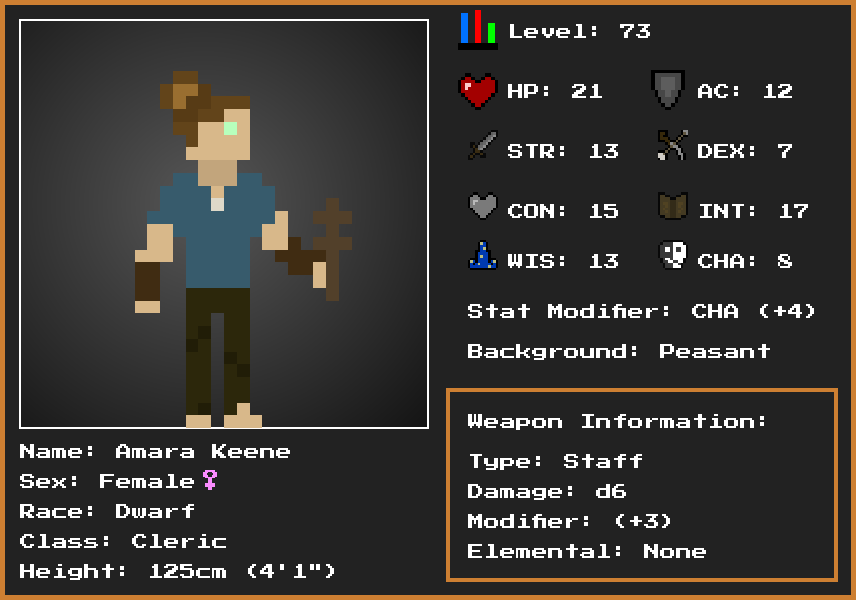 Level: 73
HP: 21
AC: 12
STR: 13
DEX: 7
CON: 15
INT: 17
WIS: 13
CHA: 8
Stat Modifier: CHA (+4)
Background: Peasant
Weapon Information:
Type: Staff
Damage: d6
Modifier: (+3)
Elemental: None
Name: Amara Keene
Sex: Female♀
Race: Dwarf
Class: Cleric
Height: 125cm (4'1")